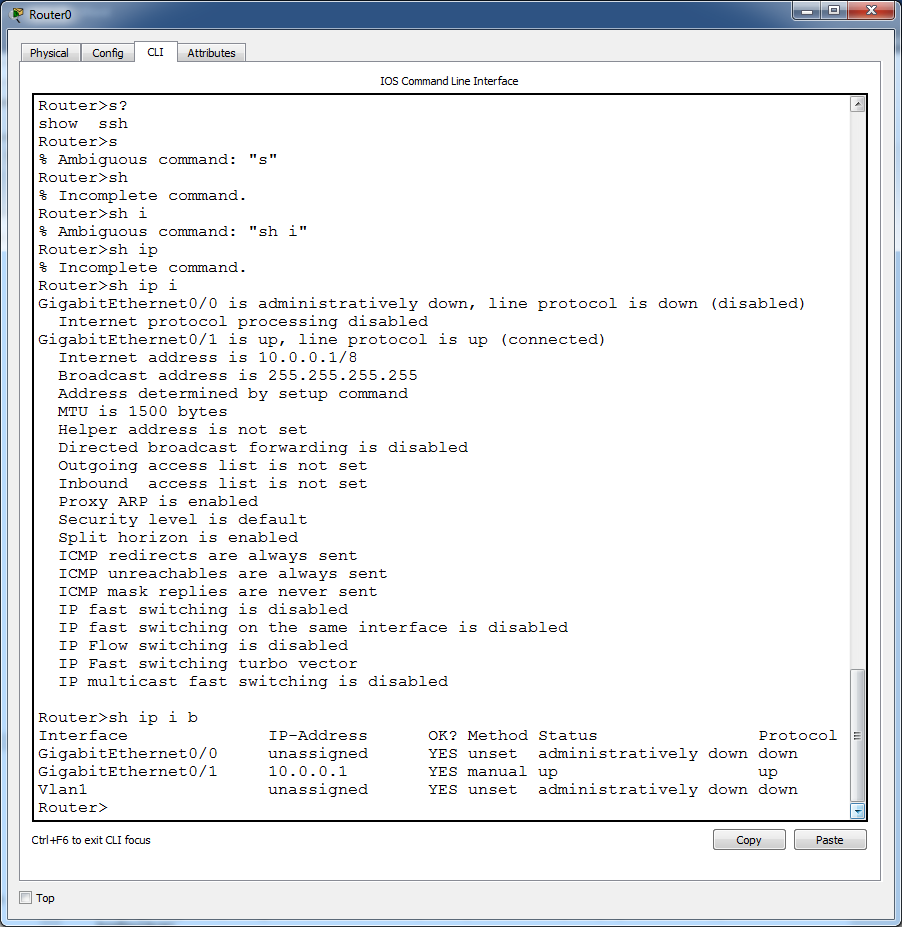 Router0
Physical Config CLI Attributes
IOS Command Line Interface
Router>s?
show  ssh
Router>s
% Ambiguous command: "s"
Router>sh
% Incomplete command.
Router>sh i
% Ambiguous command: "sh i"
Router>sh ip
% Incomplete command.
Router>sh ip i
GigabitEthernet0/0 is administratively down, line protocol is down (disabled)
  Internet protocol processing disabled
GigabitEthernet0/1 is up, line protocol is up (connected)
  Internet address is 10.0.0.1/8
  Broadcast address is 255.255.255.255
  Address determined by setup command
  MTU is 1500 bytes
  Helper address is not set
  Directed broadcast forwarding is disabled
  Outgoing access list is not set
  Inbound  access list is not set
  Proxy ARP is enabled
  Security level is default
  Split horizon is enabled
  ICMP redirects are always sent
  ICMP unreachables are always sent
  ICMP mask replies are never sent
  IP fast switching is disabled
  IP fast switching on the same interface is disabled
  IP Flow switching is disabled
  IP Fast switching turbo vector
  IP multicast fast switching is disabled
Router>sh ip i b
Interface              IP-Address      OK? Method Status                Protocol
GigabitEthernet0/0     unassigned      YES unset  administratively down down
GigabitEthernet0/1     10.0.0.1        YES manual up                    up
Vlan1                  unassigned      YES unset  administratively down down
Router>
Ctrl+F6 to exit CLI focus
Copy Paste
Top